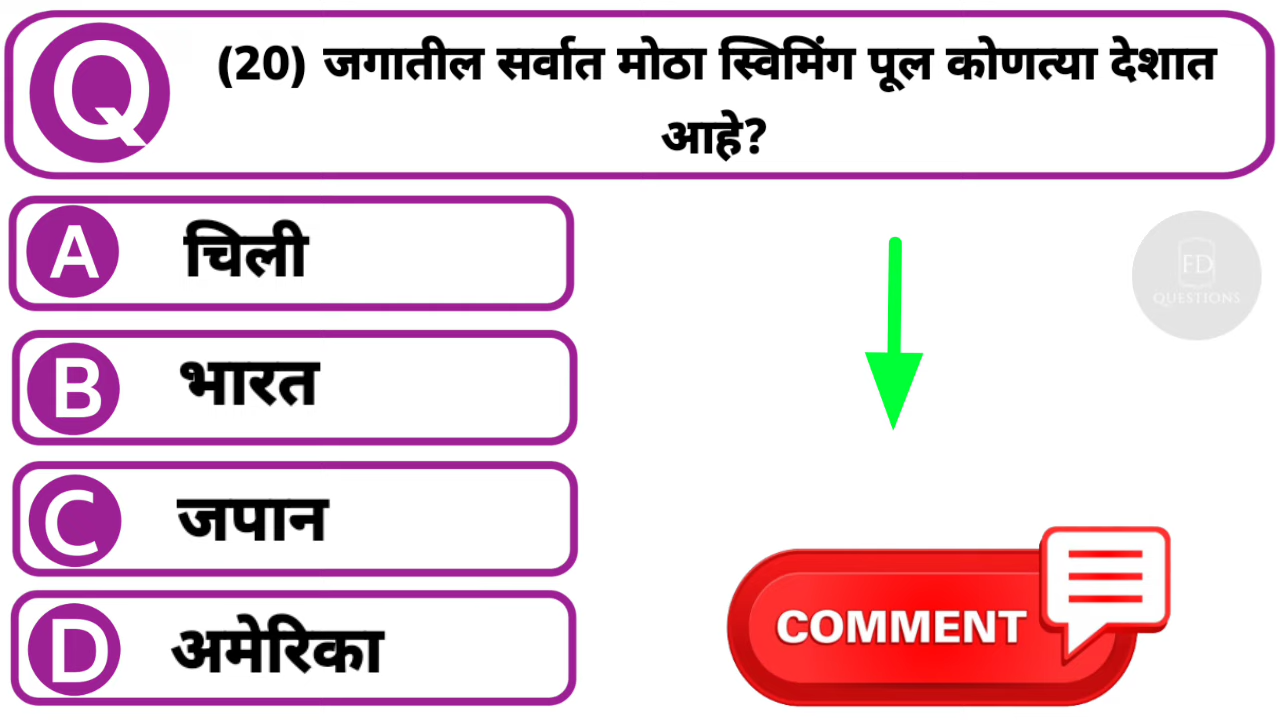 Q
(20) जगातील सर्वात मोठा स्विमिंग पूल कोणत्या देशात
आहे?
A चिली
B भारत
C जपान
D अमेरिका
FD
QUESTIONS
COMMENT